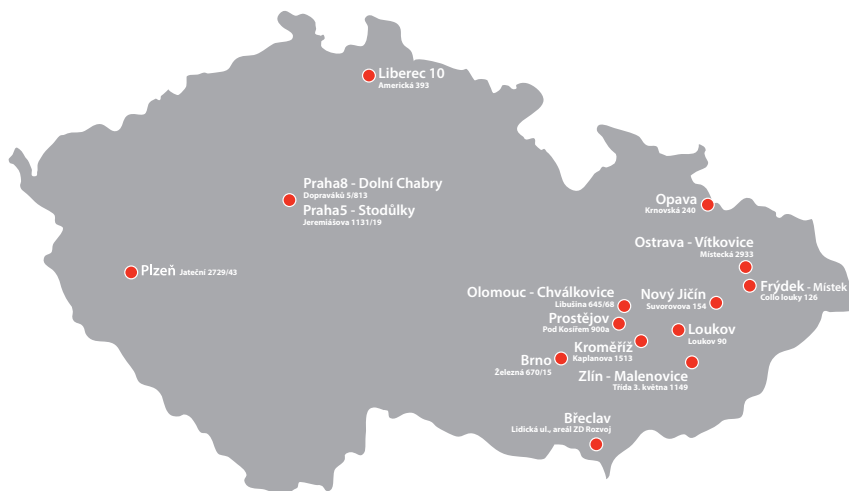 Liberec 10
Americká 393
Praha8 - Dolní Chabry
Dopraváků 5/813
Praha5 - Stodůlky
Jeremiášova 1131/19
Opava
Krnovská 240
Ostrava - Vítkovice
Místecká 2933
Plzeň Jateční 2729/43
Frýdek - Místek
Collo louky 126
Olomouc - Chválkovice
Libušina 645/68
Nový Jičín
Suvorovova 154
Prostějov
Pod Kosířem 900a
Loukov
Loukov 90
Kroměříž
Kaplanova 1513
Brno
Železná 670/15
Zlín - Malenovice
Třída 3. května 1149
Břeclav
Lidická ul., areál ZD Rozvoj